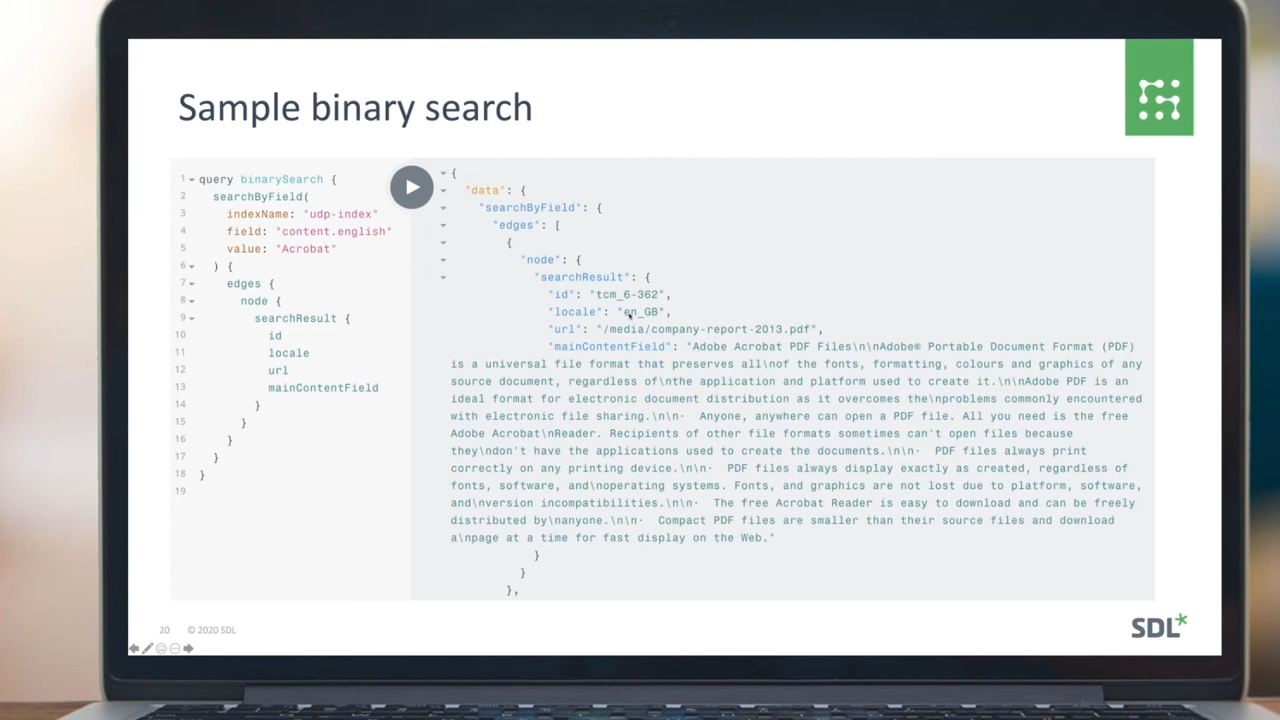 Sample binary search
1 query binarySearch {
2 searchByField(
3 indexName: "udp-index"
4 field: "content.english"
5 value: "Acrobat"
6 ) {
7 edges {
8 node {
9 searchResult {
10 id
11 locale
12 url
13 mainContentField
14 }
15 }
16 }
17 }
18 }
19
{
"data": {
"searchByField": {
"edges": [
{
"node": {
"searchResult": {
"id": "tcm_6-362",
"locale": "en_GB",
"url": "/media/company-report-2013.pdf",
"mainContentField": "Adobe Acrobat PDF Files\n\nAdobe® Portable Document Format (PDF)
is a universal file format that preserves all\nof the fonts, formatting, colours and graphics of any
source document, regardless of\nthe application and platform used to create it.\n\nAdobe PDF is an
ideal format for electronic document distribution as it overcomes the\nproblems commonly encountered
with electronic file sharing.\n\n· Anyone, anywhere can open a PDF file. All you need is the free
Adobe Acrobat\nReader. Recipients of other file formats sometimes can't open files because
they\ndon't have the applications used to create the documents.\n\n· PDF files always print
correctly on any printing device.\n\n· PDF files always display exactly as created, regardless of
fonts, software, and\noperating systems. Fonts, and graphics are not lost due to platform, software,
and\nversion incompatibilities.\n\n· The free Acrobat Reader is easy to download and can be freely
distributed by\nanyone.\n\n· Compact PDF files are smaller than their source files and download
a\npage at a time for fast display on the Web."
}
}
},
20 © 2020 SDL
SDL*